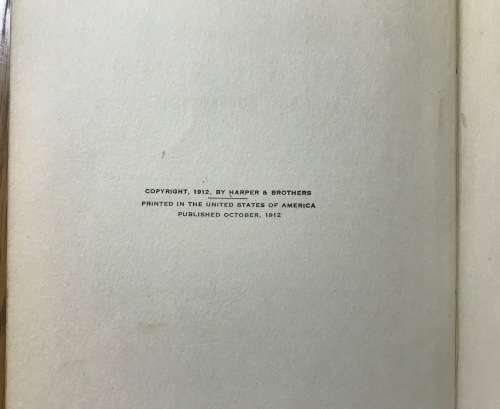 COPYRIGHT, 1912, BY HARPER & BROTHERS
PRINTED IN THE UNITED STATES OF AMERICA
PUBLISHED OCTOBER, 1912